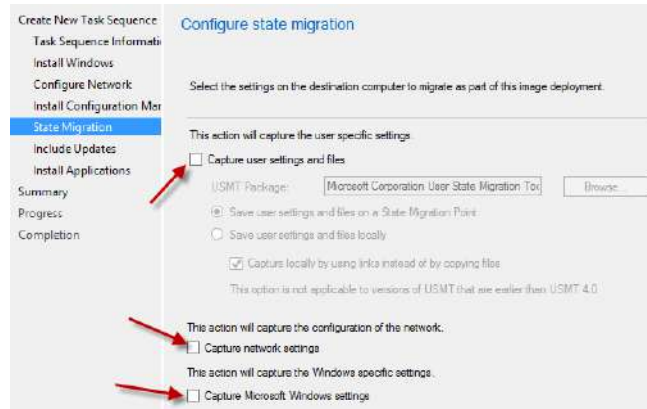 Create New Task Sequence
Task Sequence Informati
Install Windows
Configure Network
Install Configuration Mar
State Migration
Include Updates
Install Applications
Summary
Progress
Completion
Configure state migration
Select the settings on the destination computer to migrate as part of this image deployment.
This action will capture the user specific settings.
Capture user settings and files
USMT Package:
Microsoft Corporation User State Migration Too
Browse...
Save user settings and files on a State Migration Point
Save user settings and files locally
Capture locally by using links instead of by copying files
This option is not applicable to versions of USMT that are earlier than USMT 4.0
This action will capture the configuration of the network.
Capture network settings
This action will capture the Windows specific settings.
Capture Microsoft Windows settings